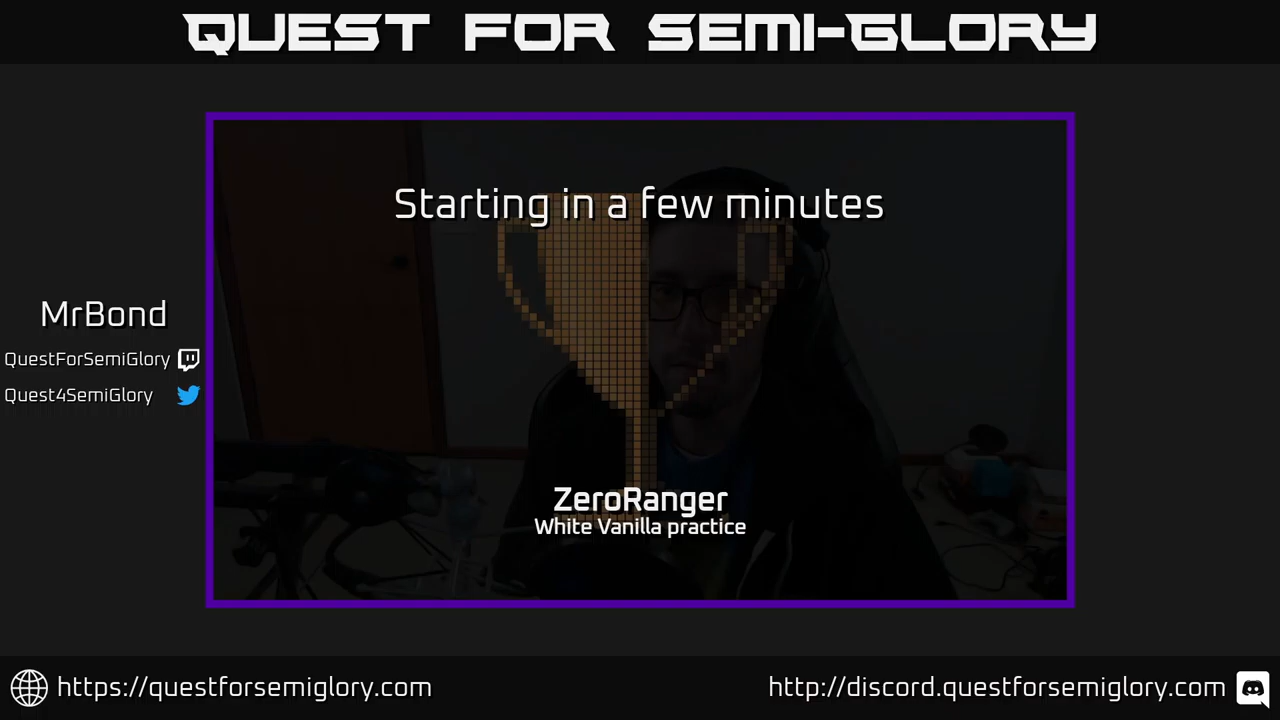 QUEST FOR SEMI-GLORY
Starting in a few minutes
MrBond
QuestForSemiGlory
Quest4SemiGlory
ZeroRanger
White Vanilla practice
https://questforsemiglory.com
http://discord.questforsemiglory.com